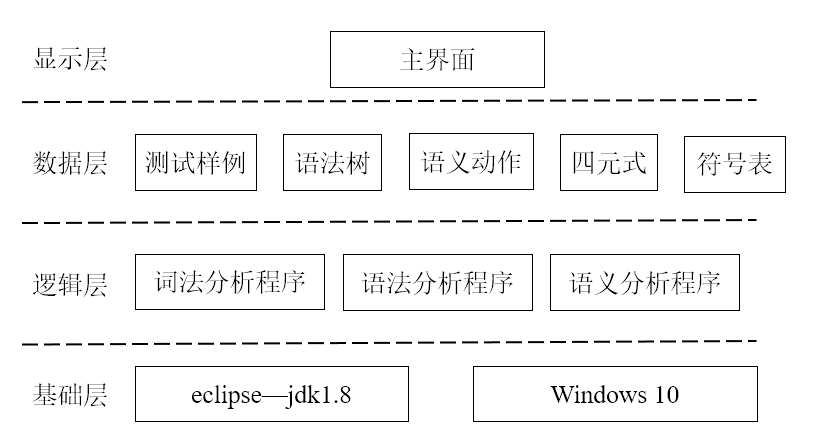 显示层 主界面
数据层 测试样例 语法树 语义动作 四元式 符号表
逻辑层 词法分析程序 语法分析程序 语义分析程序
基础层 eclipse—jdk1.8 Windows 10